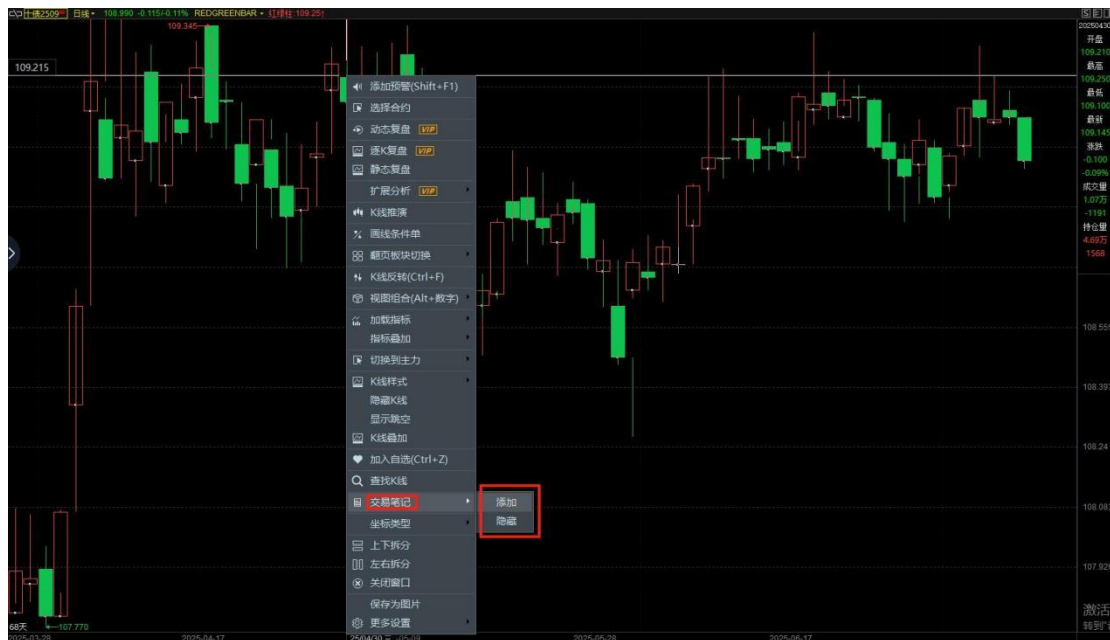 十债2509 日线 108.990 -0.115/-0.11% REDGREENBAR 红绿柱:109.25↑
109.345
109.215
添加预警(Shift+F1)
选择合约
动态复盘 VIP
逐K复盘 VIP
静态复盘
扩展分析 VIP
K线推演
画线条件单
翻页板块切换
K线反转(Ctrl+F)
视图组合(Alt+数字)
加载指标
指标叠加
切换到主力
K线样式
隐藏K线
显示跳空
K线叠加
加入自选(Ctrl+Z)
查找K线
交易笔记
添加
隐藏
坐标类型
上下拆分
左右拆分
关闭窗口
保存为图片
更多设置
20250430
开盘
109.210
最高
109.250
最低
109.100
最新
109.145
涨跌
-0.100
-0.09%
成交量
1.07万
-1191
持仓量
4.69万
1568
108.555
108.397
108.24
108.083
107.926
激活
转到"
68天
107.770
2025-03-28
2025-04-17
25/04/30 三
-05-09
2025-05-28
2025-06-17